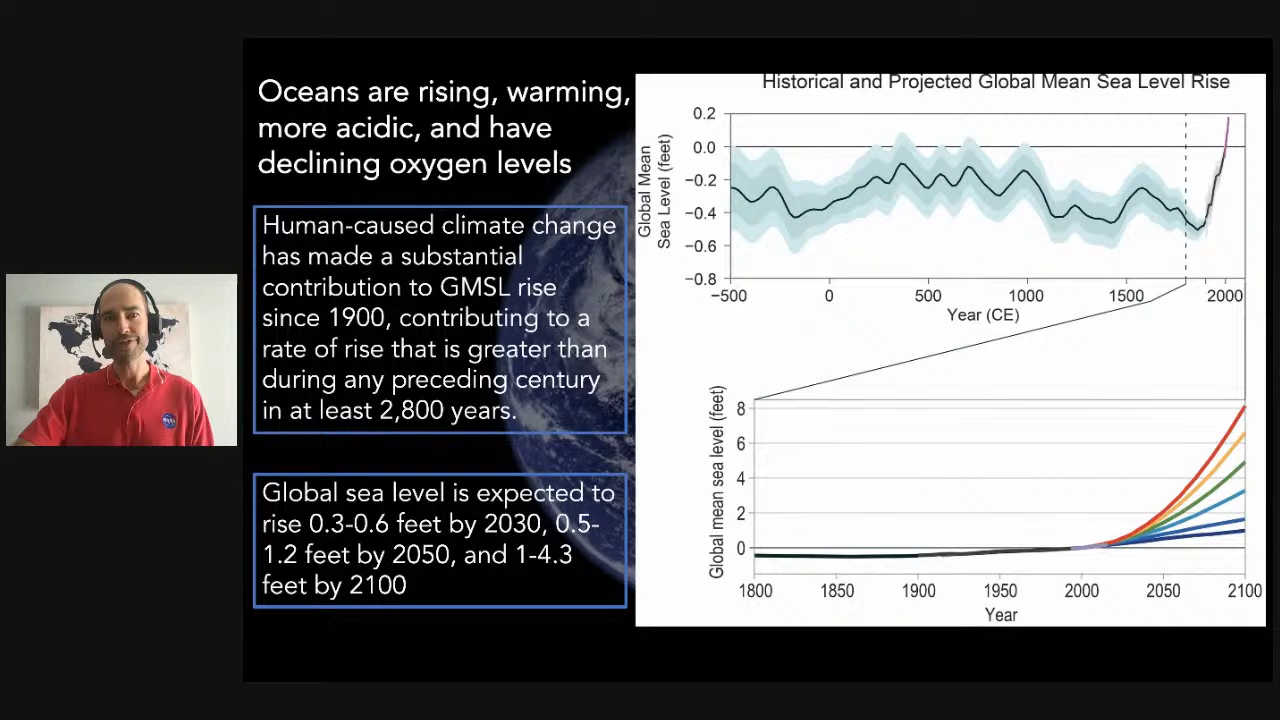 Oceans are rising, warming,
more acidic, and have
declining oxygen levels
Human-caused climate change
has made a substantial
contribution to GMSL rise
since 1900, contributing to a
rate of rise that is greater than
during any preceding century
in at least 2,800 years.
Global sea level is expected to
rise 0.3-0.6 feet by 2030, 0.5-
1.2 feet by 2050, and 1-4.3
feet by 2100
Historical and Projected Global Mean Sea Level Rise
Global Mean
Sea Level (feet)
0.2
0.0
−0.2
−0.4
−0.6
−0.8
−500 0 500 1000 1500 2000
Year (CE)
Global mean sea level (feet)
8
6
4
2
0
1800 1850 1900 1950 2000 2050 2100
Year
NASA